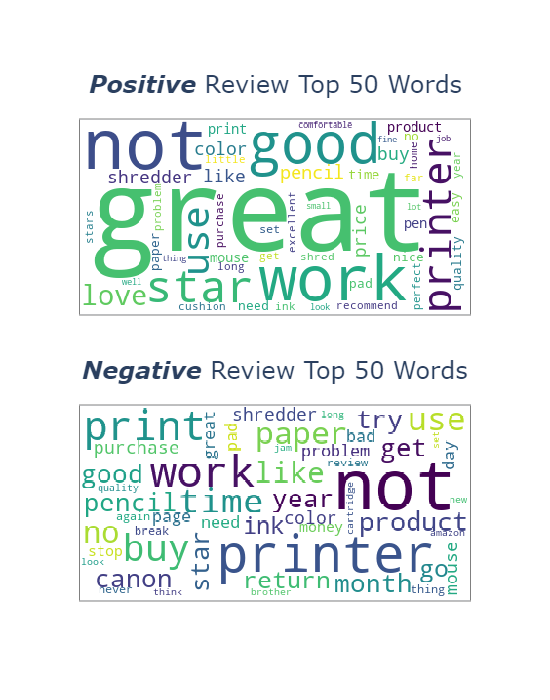 Positive Review Top 50 Words
not
print
comfortable
good
product
no
job
fine
color
little
buy
home
shredder
like
pencil
time
far
year
great
problem
stars
use
purchase
excellent
small
set
price
lot
pen
printer
easy
paper
thing
mouse
long
get
shred
nice
quality
well
love
star
work
pad
perfect
cushion
need
ink
look
recommend
Negative Review Top 50 Words
print
great
shredder
long
try
use
pad
paper
bad
set
purchase
jam
problem
get
day
good
work
like
review
not
quality
pencil
time
year
cartridge
new
again
page
need
ink
color
product
no
break
money
amazon
stop
buy
star
printer
look
canon
return
month
go
mouse
never
think
brother
thing